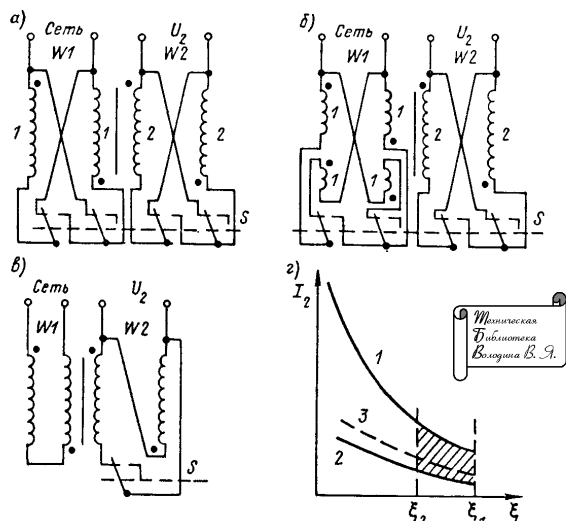 а)
Сеть
W1
U2
W2
1
1
2
2
S
б)
Сеть
W1
U2
W2
1
1
1
1
2
2
S
в)
Сеть
W1
U2
W2
S
г)
I2
1
3
2
ξ2
ξ1
ξ
Техническая
Библиотека
Володина В. Я.